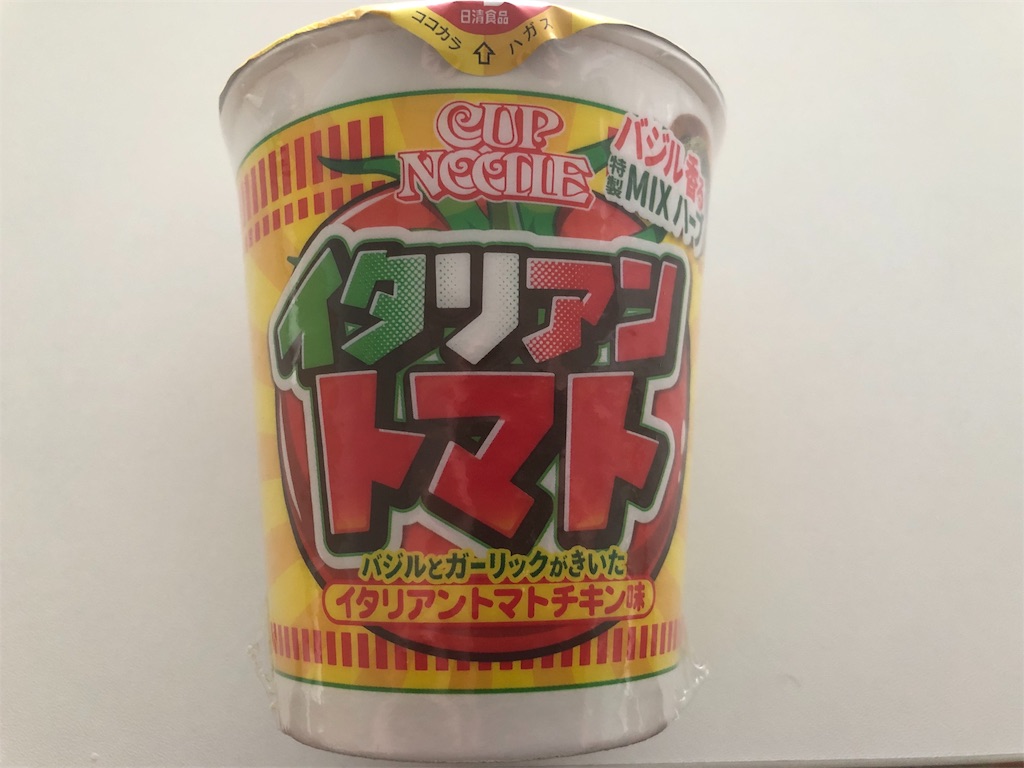 日清食品
ココカラ ハガス
CUP
NOODLE
バジル香る
特製MIXハーブ
イタリアン
トマト
バジルとガーリックがきいた
イタリアントマトチキン味